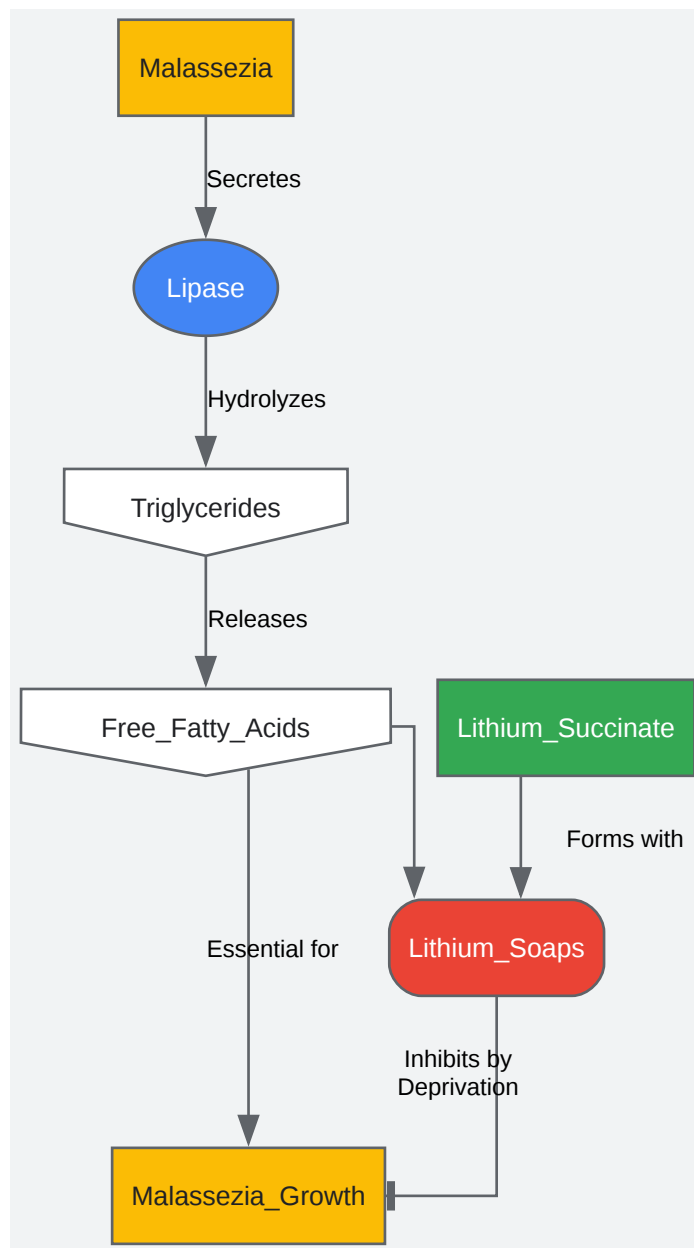 Malassezia
Secretes
Lipase
Hydrolyzes
Triglycerides
Releases
Free_Fatty_Acids
Lithium_Succinate
Forms with
Essential for
Lithium_Soaps
Inhibits by
Deprivation
Malassezia_Growth